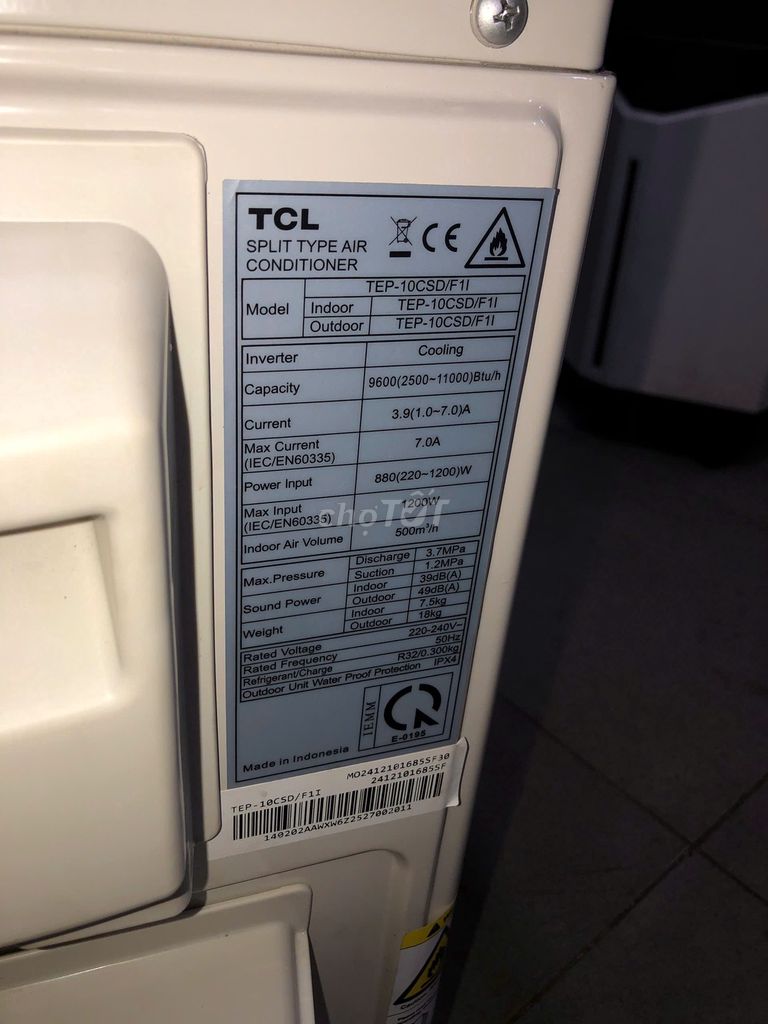 TCL
SPLIT TYPE AIR
CONDITIONER
Model TEP-10CSD/F1I
Indoor TEP-10CSD/F1I
Outdoor TEP-10CSD/F1I
Inverter Cooling
Capacity 9600(2500~11000)Btu/h
Current 3.9(1.0~7.0)A
Max Current
(IEC/EN60335) 7.0A
Power Input 880(220~1200)W
Max Input
(IEC/EN60335) 1200W
Indoor Air Volume 500m³/h
Max.Pressure Discharge 3.7MPa
Suction 1.2MPa
Sound Power Indoor 39dB(A)
Outdoor 49dB(A)
Weight Indoor 7.5kg
Outdoor 18kg
Rated Voltage 220-240V~
Rated Frequency 50Hz
Refrigerant/Charge R32/0.300kg
Outdoor Unit Water Proof Protection IPX4
IEMM
E-0195
Made in Indonesia
MO24121016855F30
24121016855F
TEP-10CSD/F1I
140202AAWXW6Z2527002011
chợTỐT